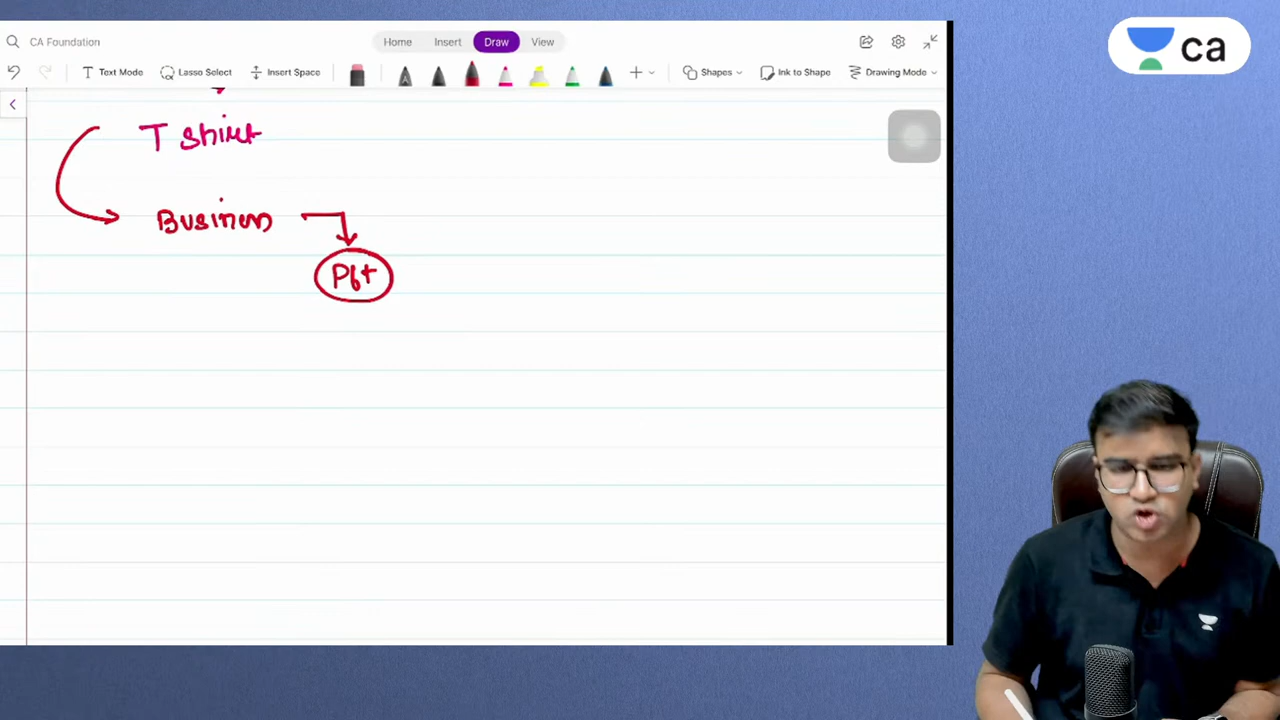 CA Foundation
Home Insert Draw View
ca
Text Mode Lasso Select Insert Space Shapes Ink to Shape Drawing Mode
T shirt
Business
Pft